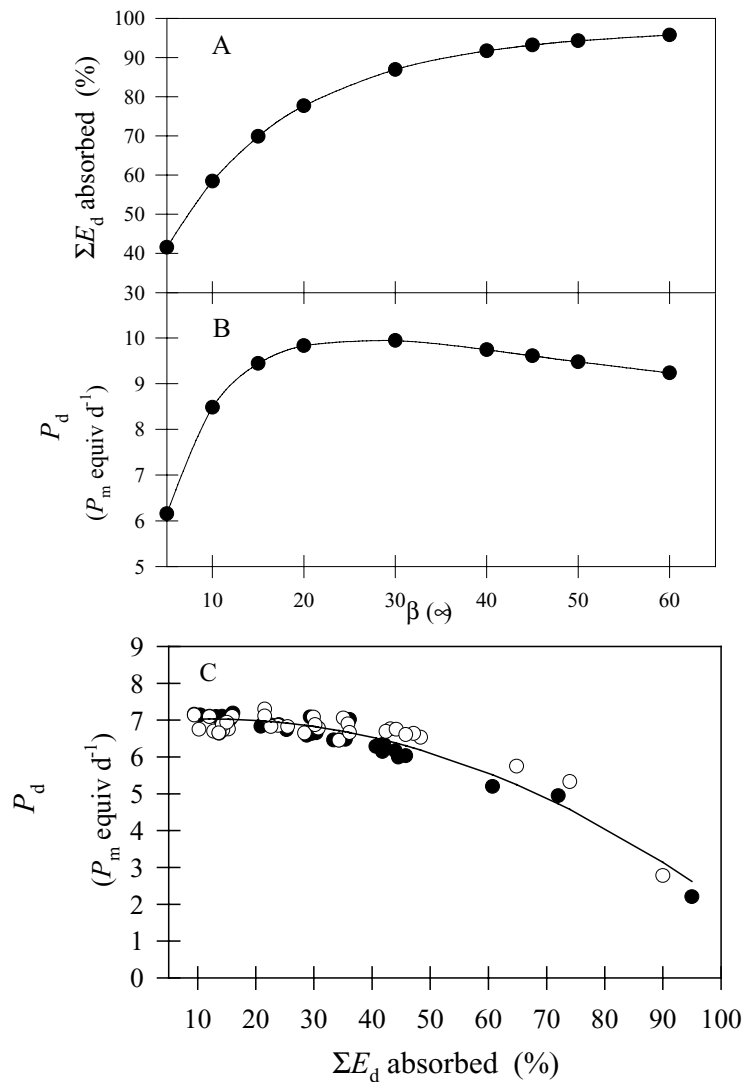 A
100
90
80
70
60
50
40
30
ΣEd absorbed (%)
B
10
9
8
7
6
5
Pd
(Pm equiv d-1)
10 20 30 40 50 60
β (∞)
C
9
8
7
6
5
4
3
2
1
0
Pd
(Pm equiv d-1)
10 20 30 40 50 60 70 80 90 100
ΣEd absorbed (%)